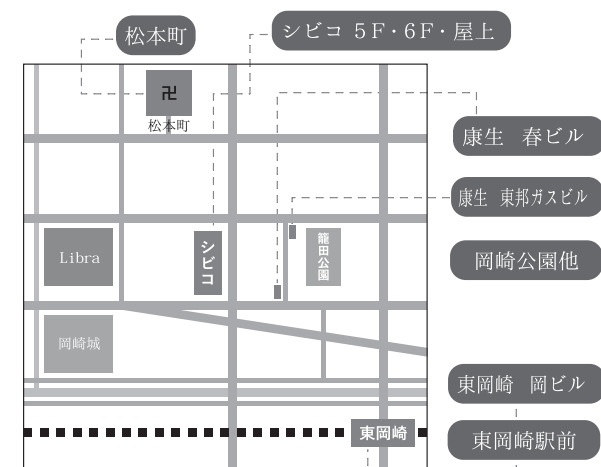 松本町
シビコ 5F・6F・屋上
卍
松本町
康生 春ビル
康生 東邦ガスビル
Libra
シビコ
籠田公園
岡崎公園他
岡崎城
東岡崎 岡ビル
東岡崎
東岡崎駅前